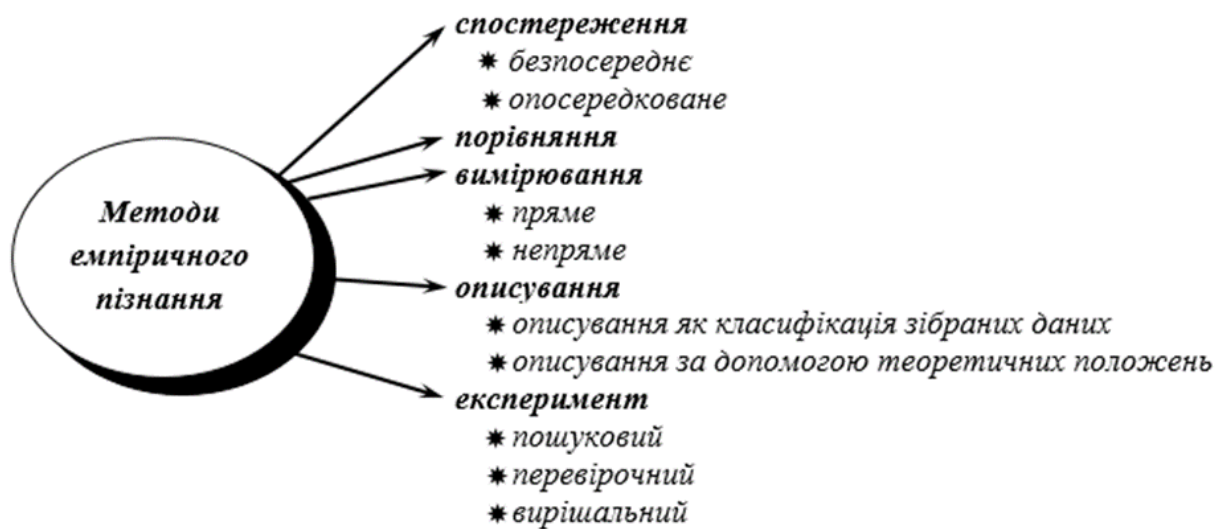 Методи
емпіричного
пізнання
спостереження
безпосереднє
опосередковане
порівняння
вимірювання
пряме
непряме
описування
описування як класифікація зібраних даних
описування за допомогою теоретичних положень
експеримент
пошуковий
перевірочний
вирішальний